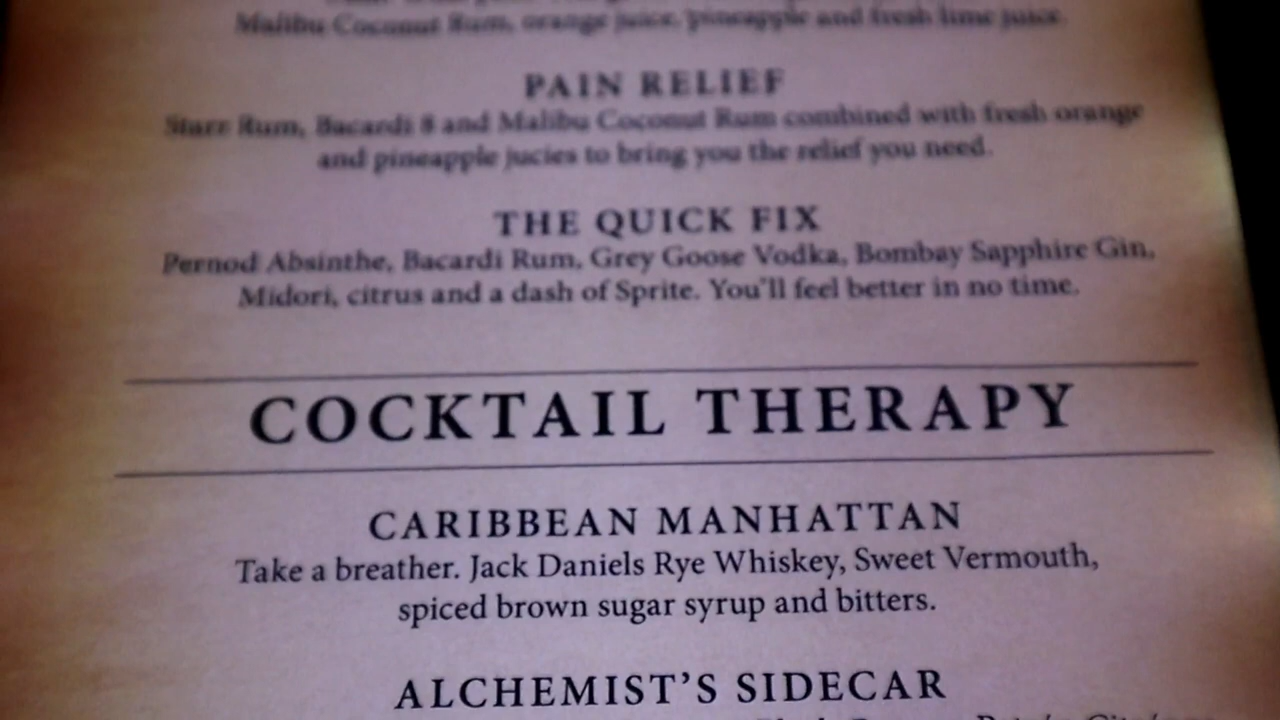 Malibu Coconut Rum, orange juice, pineapple and fresh lime juice.
PAIN RELIEF
Starr Rum, Bacardi 8 and Malibu Coconut Rum combined with fresh orange
and pineapple jucies to bring you the relief you need.
THE QUICK FIX
Pernod Absinthe, Bacardi Rum, Grey Goose Vodka, Bombay Sapphire Gin,
Midori, citrus and a dash of Sprite. You'll feel better in no time.
COCKTAIL THERAPY
CARIBBEAN MANHATTAN
Take a breather. Jack Daniels Rye Whiskey, Sweet Vermouth,
spiced brown sugar syrup and bitters.
ALCHEMIST'S SIDECAR